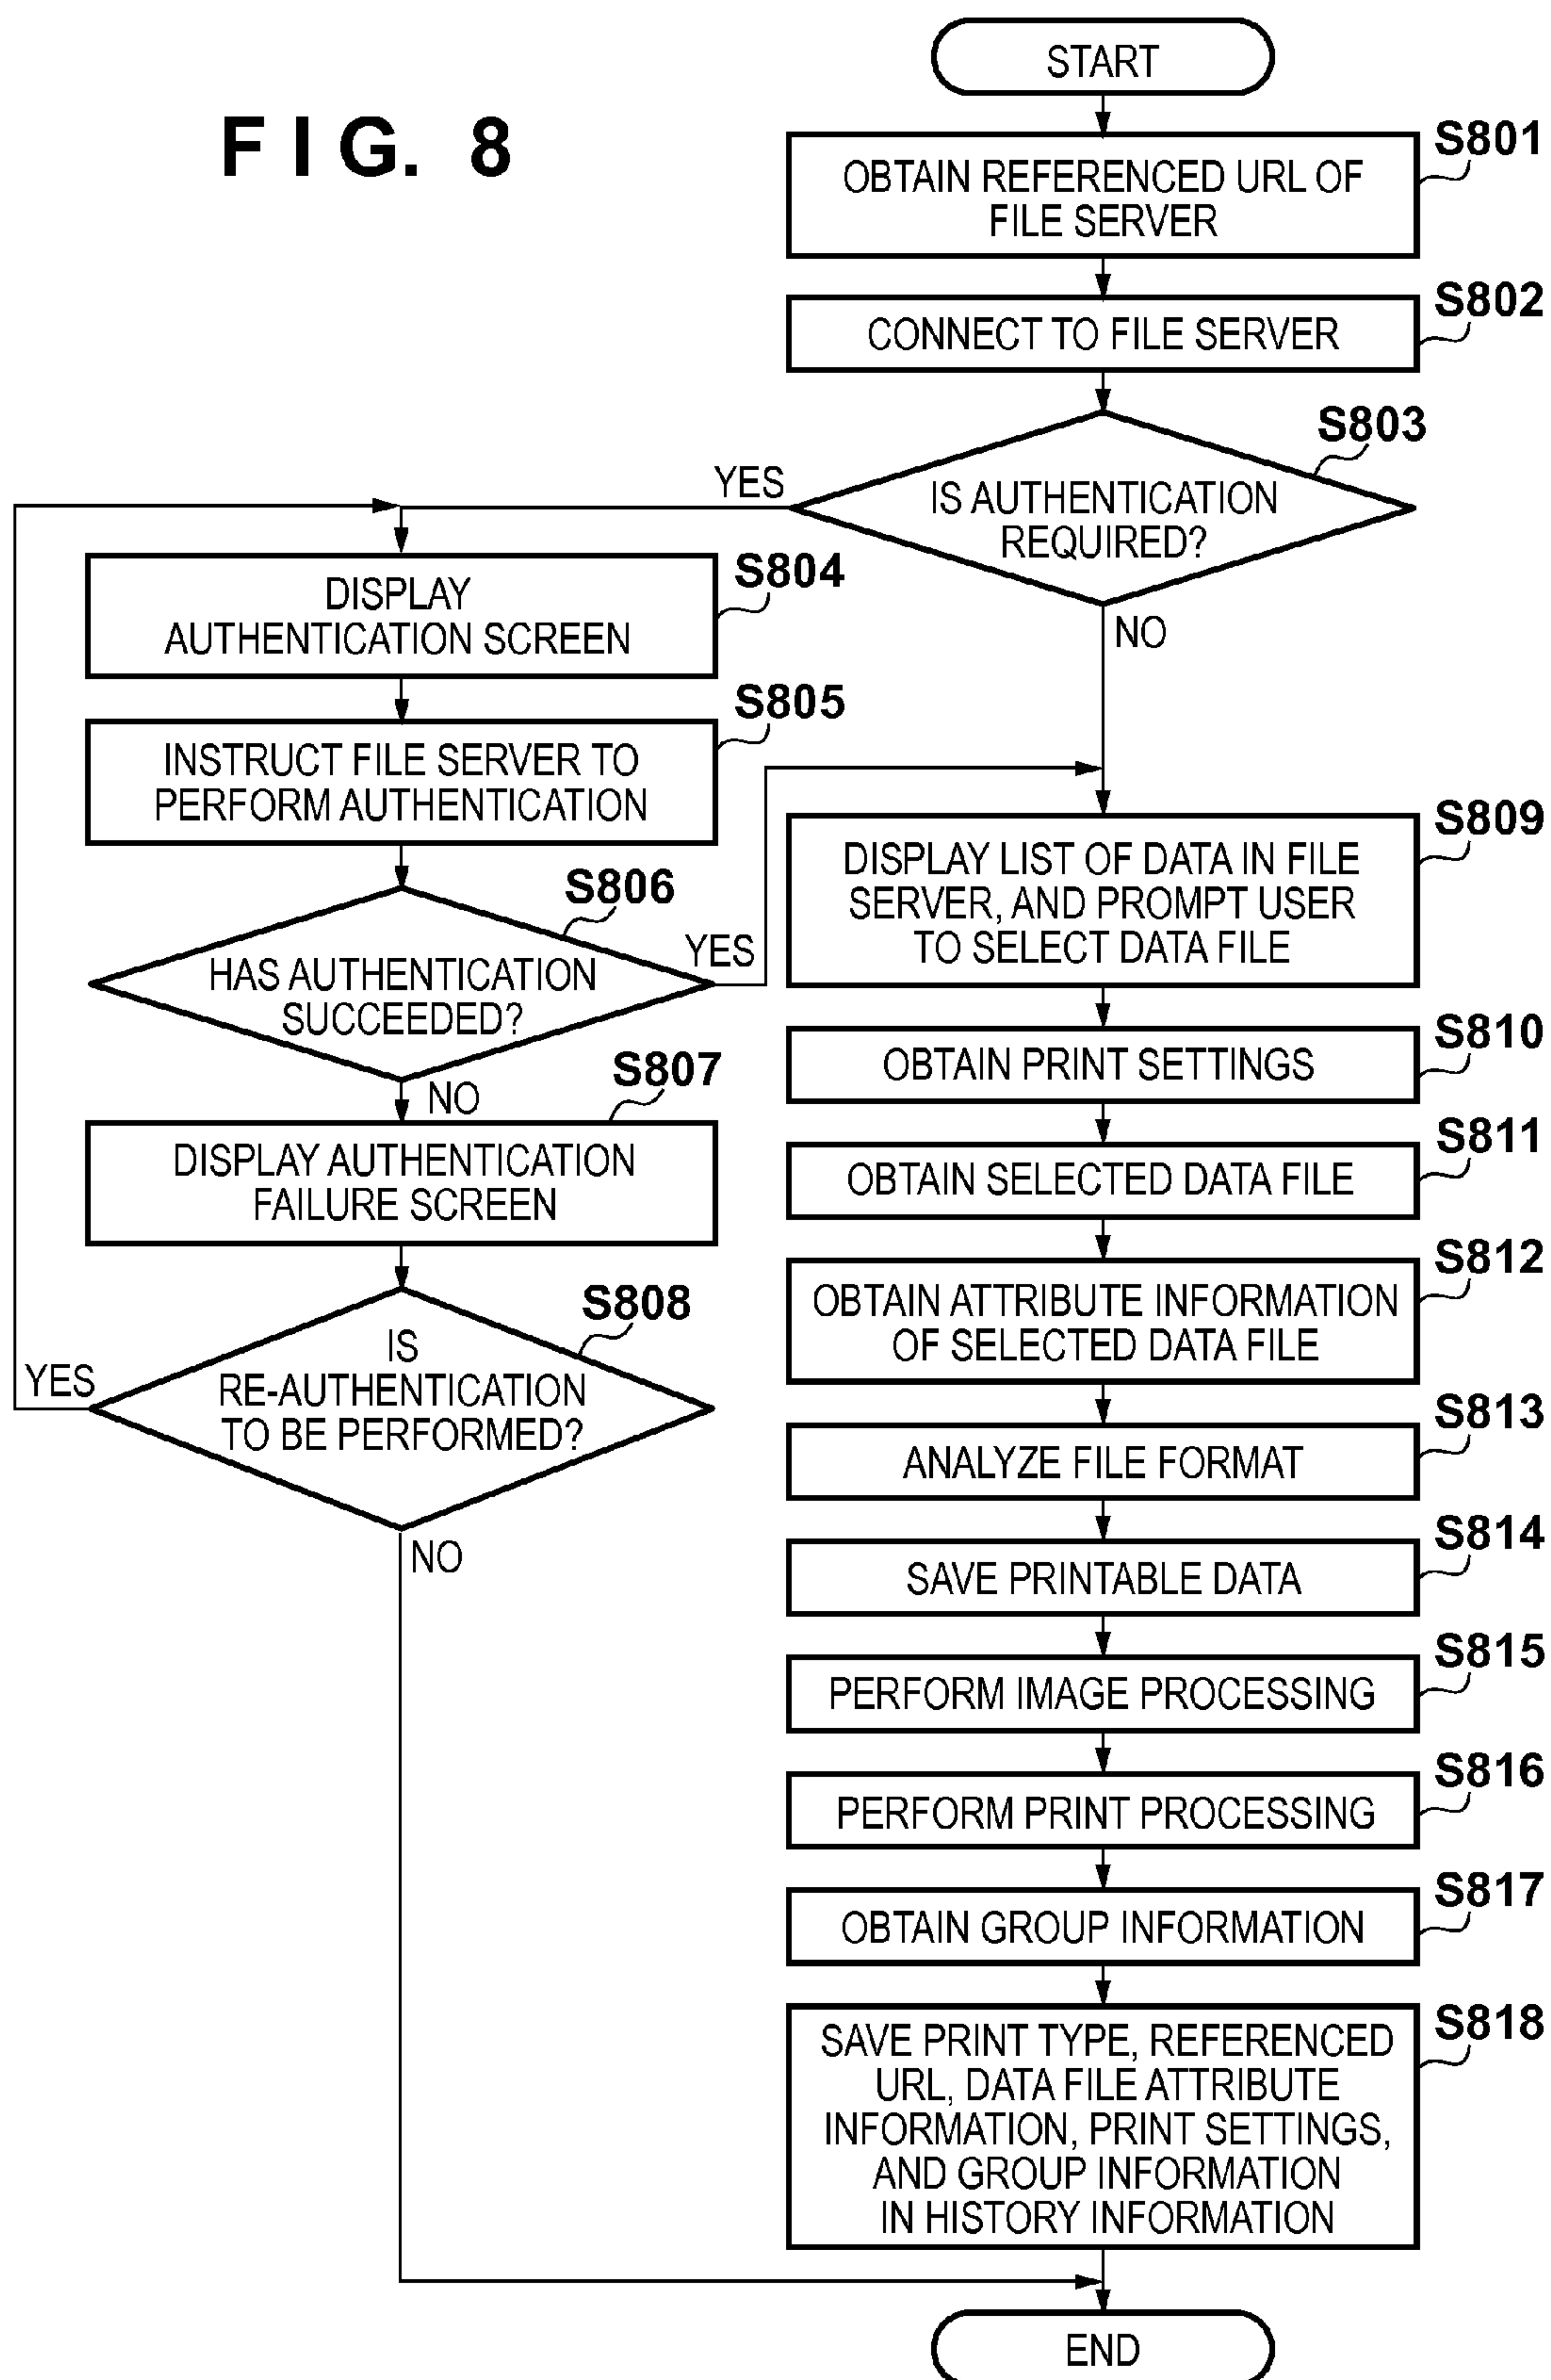 FIG. 8
START
S801
OBTAIN REFERENCED URL OF
FILE SERVER
S802
CONNECT TO FILE SERVER
S803
IS AUTHENTICATION
REQUIRED?
YES
NO
S804
DISPLAY
AUTHENTICATION SCREEN
S805
INSTRUCT FILE SERVER TO
PERFORM AUTHENTICATION
S806
HAS AUTHENTICATION
SUCCEEDED?
YES
NO
S807
DISPLAY AUTHENTICATION
FAILURE SCREEN
S808
IS
RE-AUTHENTICATION
TO BE PERFORMED?
YES
NO
S809
DISPLAY LIST OF DATA IN FILE
SERVER, AND PROMPT USER
TO SELECT DATA FILE
S810
OBTAIN PRINT SETTINGS
S811
OBTAIN SELECTED DATA FILE
S812
OBTAIN ATTRIBUTE INFORMATION
OF SELECTED DATA FILE
S813
ANALYZE FILE FORMAT
S814
SAVE PRINTABLE DATA
S815
PERFORM IMAGE PROCESSING
S816
PERFORM PRINT PROCESSING
S817
OBTAIN GROUP INFORMATION
S818
SAVE PRINT TYPE, REFERENCED
URL, DATA FILE ATTRIBUTE
INFORMATION, PRINT SETTINGS,
AND GROUP INFORMATION
IN HISTORY INFORMATION
END